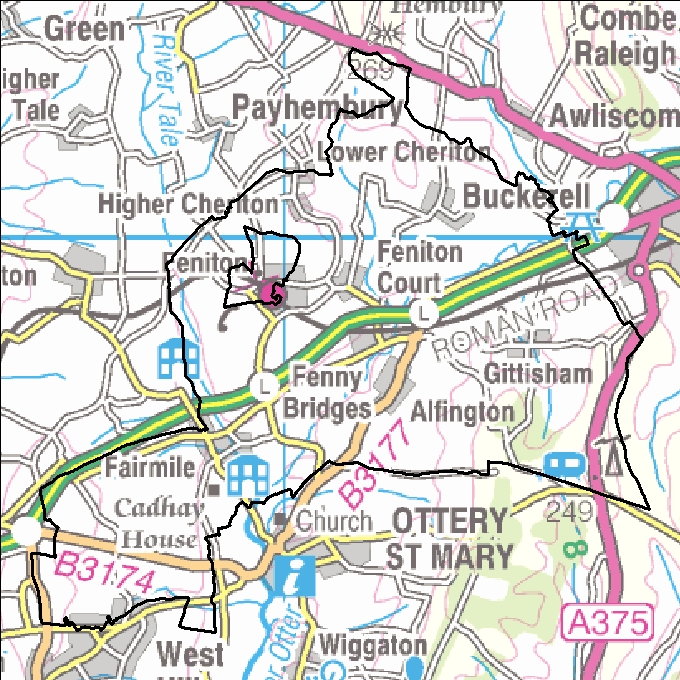 Hembury
Green
Combe
Raleigh
269
River Tale
igher
Tale
Payhembury
Awliscom
Lower Cheriton
Buckerell
Higher Cheriton
Feniton
Feniton
Court
ton
L
ROMAN ROAD
L
Fenny
Bridges
Gittisham
Alfington
B3177
Fairmile
Cadhay
House
Church
OTTERY
ST MARY
249
B3174
i
A375
West
er Otter
Wiggaton